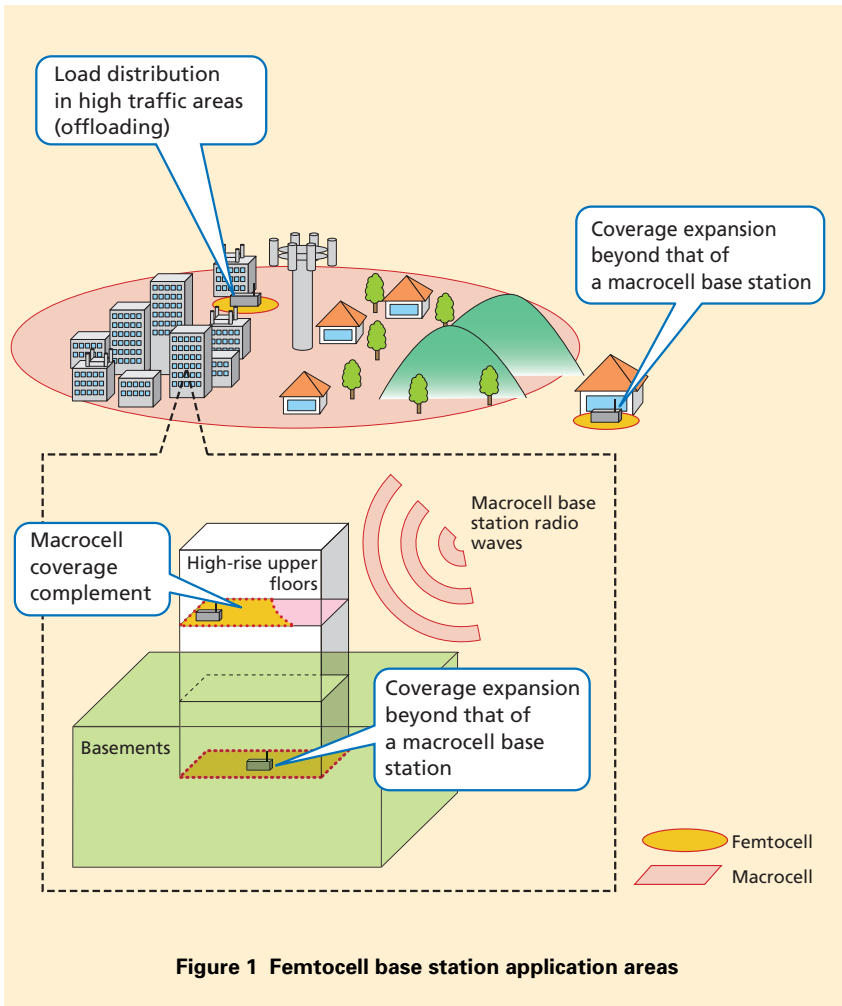 Load distribution
in high traffic areas
(offloading)
Coverage expansion
beyond that of
a macrocell base station
Macrocell base
station radio
waves
Macrocell
coverage
complement
High-rise upper
floors
Coverage expansion
beyond that of
a macrocell base
station
Basements
Femtocell
Macrocell
Figure 1 Femtocell base station application areas